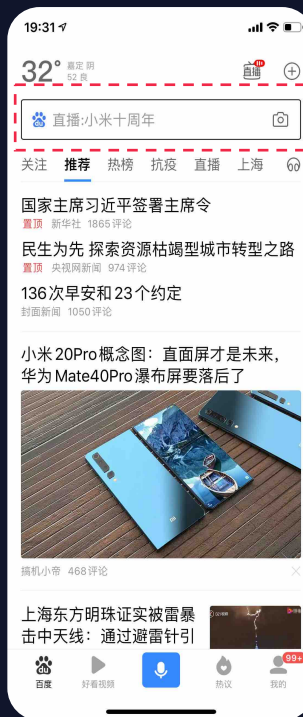 19:31
32° 嘉定 阴
52 良
直播
直播:小米十周年
关注 推荐 热榜 抗疫 直播 上海
国家主席习近平签署主席令
置顶 新华社 1865评论
民生为先 探索资源枯竭型城市转型之路
置顶 央视网新闻 974评论
136次早安和23个约定
封面新闻 1050评论
小米20Pro概念图：直面屏才是未来，
华为Mate40Pro瀑布屏要落后了
搞机小帝 468评论
上海东方明珠证实被雷暴
击中天线：通过避雷针引
99+
百度 好看视频 热议 我的